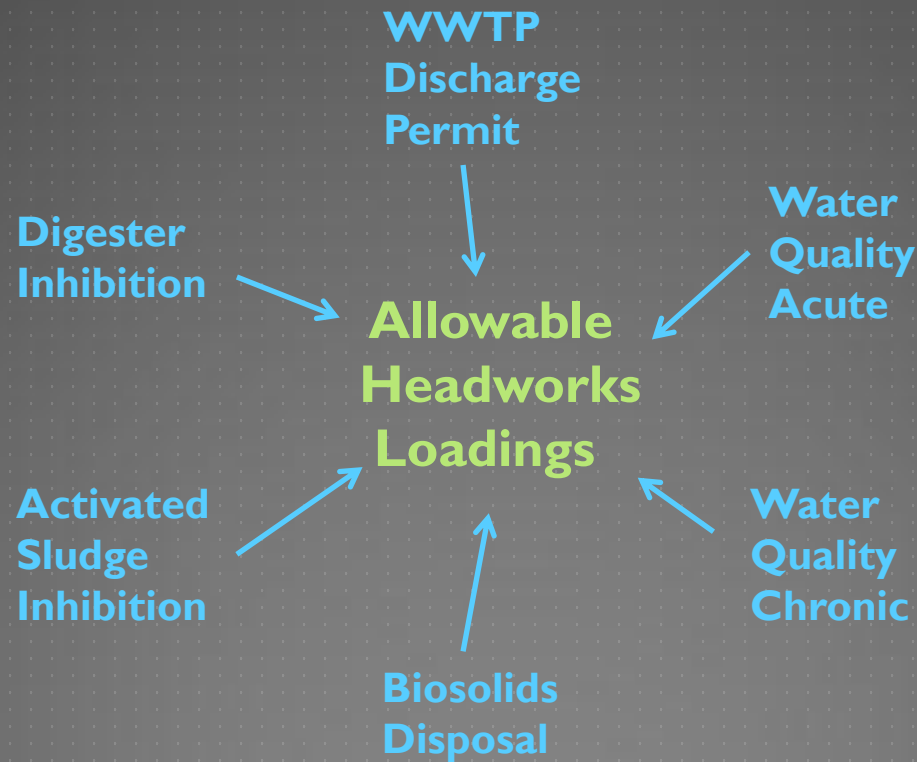 WWTP
Discharge
Permit
Digester
Inhibition
Water
Quality
Acute
Allowable
Headworks
Loadings
Activated
Sludge
Inhibition
Water
Quality
Chronic
Biosolids
Disposal